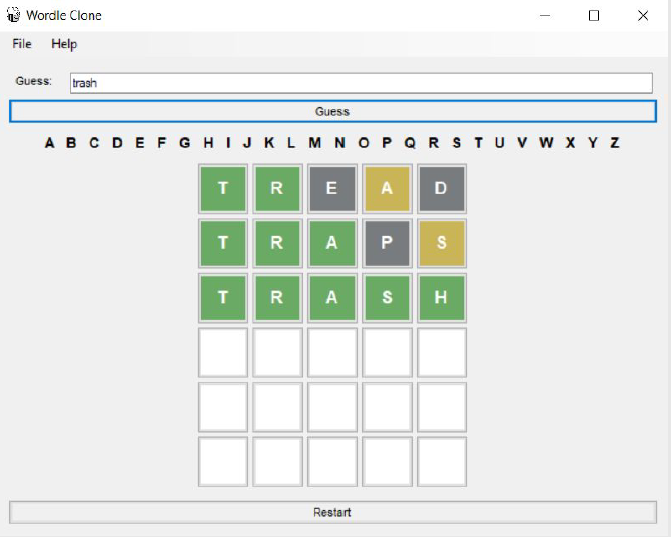 Wordle Clone
File Help
Guess: trash
Guess
A B C D E F G H I J K L M N O P Q R S T U V W X Y Z
T R E A D
T R A P S
T R A S H
Restart